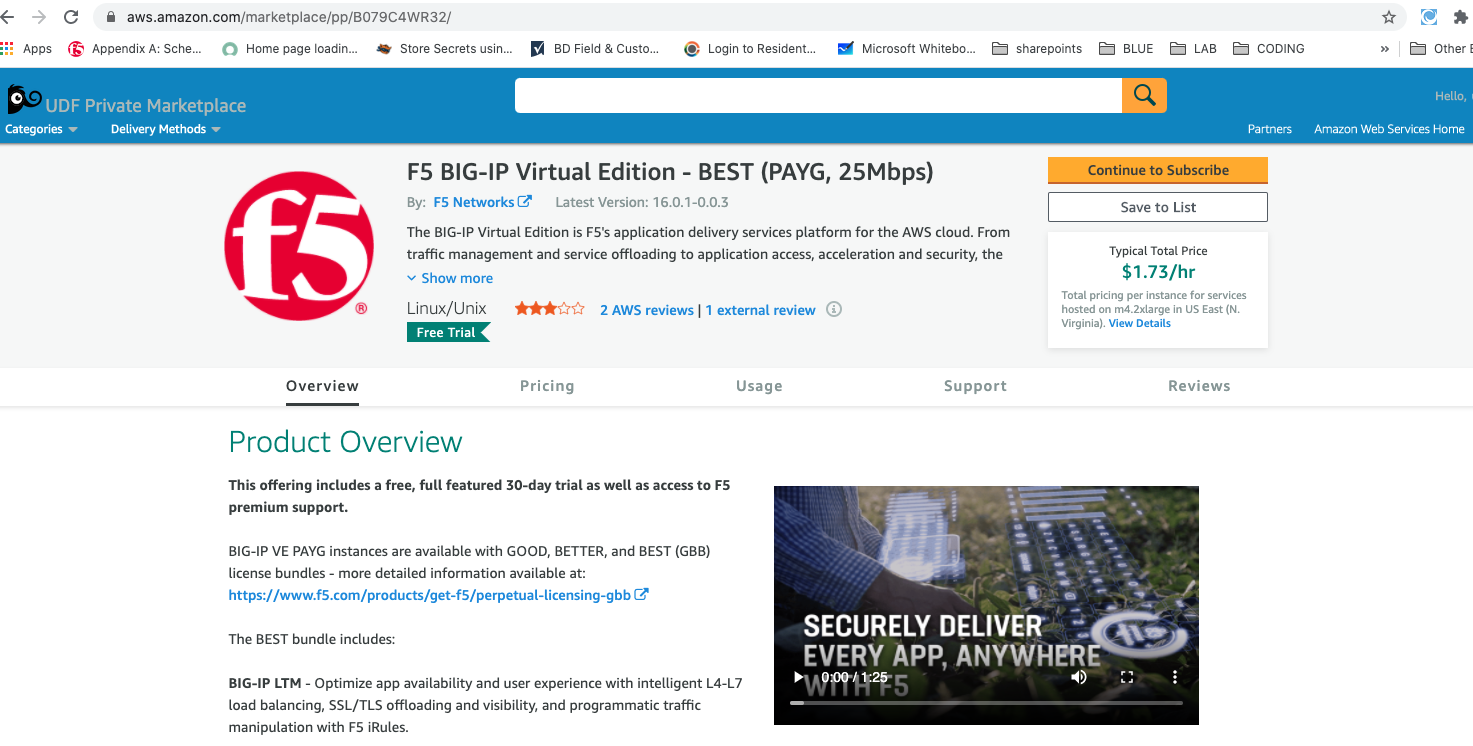 aws.amazon.com/marketplace/pp/B079C4WR32/
Apps Appendix A: Sche... Home page loadin... Store Secrets usin... BD Field & Custo... Login to Resident... Microsoft Whitebo... sharepoints BLUE LAB CODING » Other
UDF Private Marketplace
Hello,
Categories Delivery Methods Partners Amazon Web Services Home
f5®
F5 BIG-IP Virtual Edition - BEST (PAYG, 25Mbps)
By: F5 Networks Latest Version: 16.0.1-0.0.3
The BIG-IP Virtual Edition is F5's application delivery services platform for the AWS cloud. From
traffic management and service offloading to application access, acceleration and security, the
Show more
Linux/Unix 2 AWS reviews | 1 external review
Free Trial
Continue to Subscribe
Save to List
Typical Total Price
$1.73/hr
Total pricing per instance for services
hosted on m4.2xlarge in US East (N.
Virginia). View Details
Overview Pricing Usage Support Reviews
Product Overview
This offering includes a free, full featured 30-day trial as well as access to F5
premium support.
BIG-IP VE PAYG instances are available with GOOD, BETTER, and BEST (GBB)
license bundles - more detailed information available at:
https://www.f5.com/products/get-f5/perpetual-licensing-gbb
The BEST bundle includes:
BIG-IP LTM - Optimize app availability and user experience with intelligent L4-L7
load balancing, SSL/TLS offloading and visibility, and programmatic traffic
manipulation with F5 iRules.
SECURELY DELIVER
EVERY APP, ANYWHERE
WITH F5
0:00 / 1:25